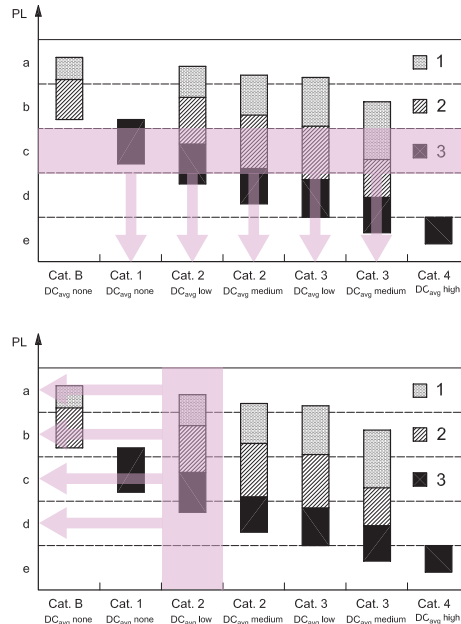 PL
a
1
b
2
c
3
d
e
Cat. B Cat. 1 Cat. 2 Cat. 2 Cat. 3 Cat. 3 Cat. 4
DCavg none DCavg none DCavg low DCavg medium DCavg low DCavg medium DCavg high
PL
a
1
b
2
c
3
d
e
Cat. B Cat. 1 Cat. 2 Cat. 2 Cat. 3 Cat. 3 Cat. 4
DCavg none DCavg none DCavg low DCavg medium DCavg low DCavg medium DCavg high